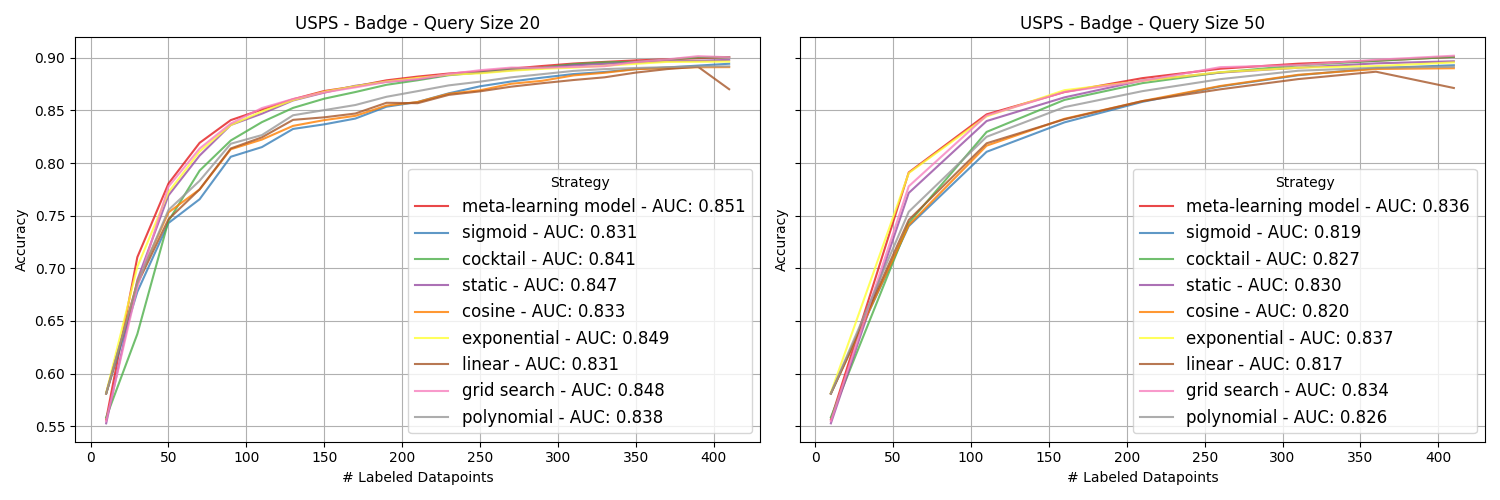 USPS - Badge - Query Size 20
Accuracy
0.90
0.85
0.80
0.75
0.70
0.65
0.60
0.55
0 50 100 150 200 250 300 350 400
# Labeled Datapoints
Strategy
meta-learning model - AUC: 0.851
sigmoid - AUC: 0.831
cocktail - AUC: 0.841
static - AUC: 0.847
cosine - AUC: 0.833
exponential - AUC: 0.849
linear - AUC: 0.831
grid search - AUC: 0.848
polynomial - AUC: 0.838
USPS - Badge - Query Size 50
Accuracy
0 50 100 150 200 250 300 350 400
# Labeled Datapoints
Strategy
meta-learning model - AUC: 0.836
sigmoid - AUC: 0.819
cocktail - AUC: 0.827
static - AUC: 0.830
cosine - AUC: 0.820
exponential - AUC: 0.837
linear - AUC: 0.817
grid search - AUC: 0.834
polynomial - AUC: 0.826